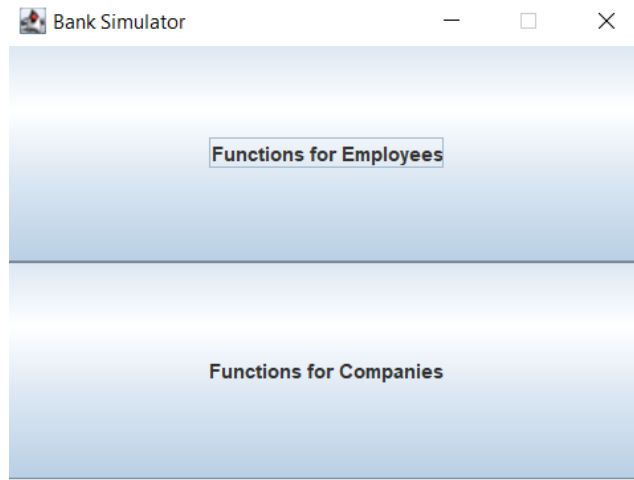 Bank Simulator
Functions for Employees
Functions for Companies